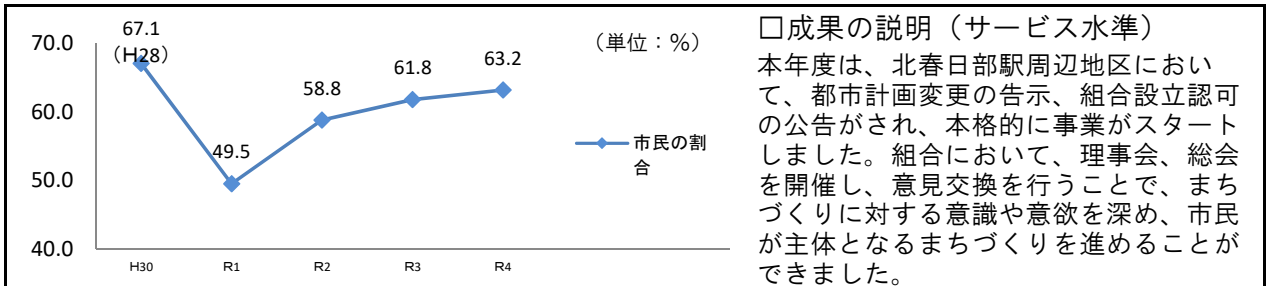 67.1
(H28)
70.0
60.0
50.0
40.0
49.5
58.8
61.8
63.2
(単位：%)
市民の割
合
H30
R1
R2
R3
R4
□成果の説明（サービス水準）
本年度は、北春日部駅周辺地区におい
て、都市計画変更の告示、組合設立認可
の公告がされ、本格的に事業がスタート
しました。組合において、理事会、総会
を開催し、意見交換を行うことで、まち
づくりに対する意識や意欲を深め、市民
が主体となるまちづくりを進めることが
できました。